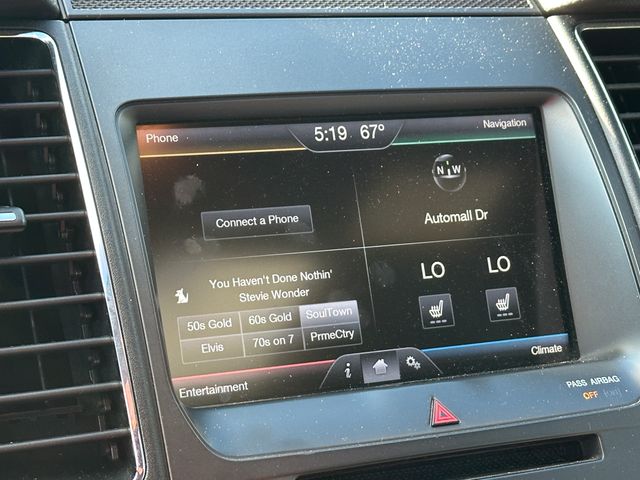 Phone
5:19 67°
Navigation
N W
Connect a Phone
Automall Dr
You Haven't Done Nothin'
Stevie Wonder
50s Gold 60s Gold SoulTown
Elvis 70s on 7 PrmeCtry
LO LO
Entertainment
i
Climate
PASS AIRBAG
OFF ON